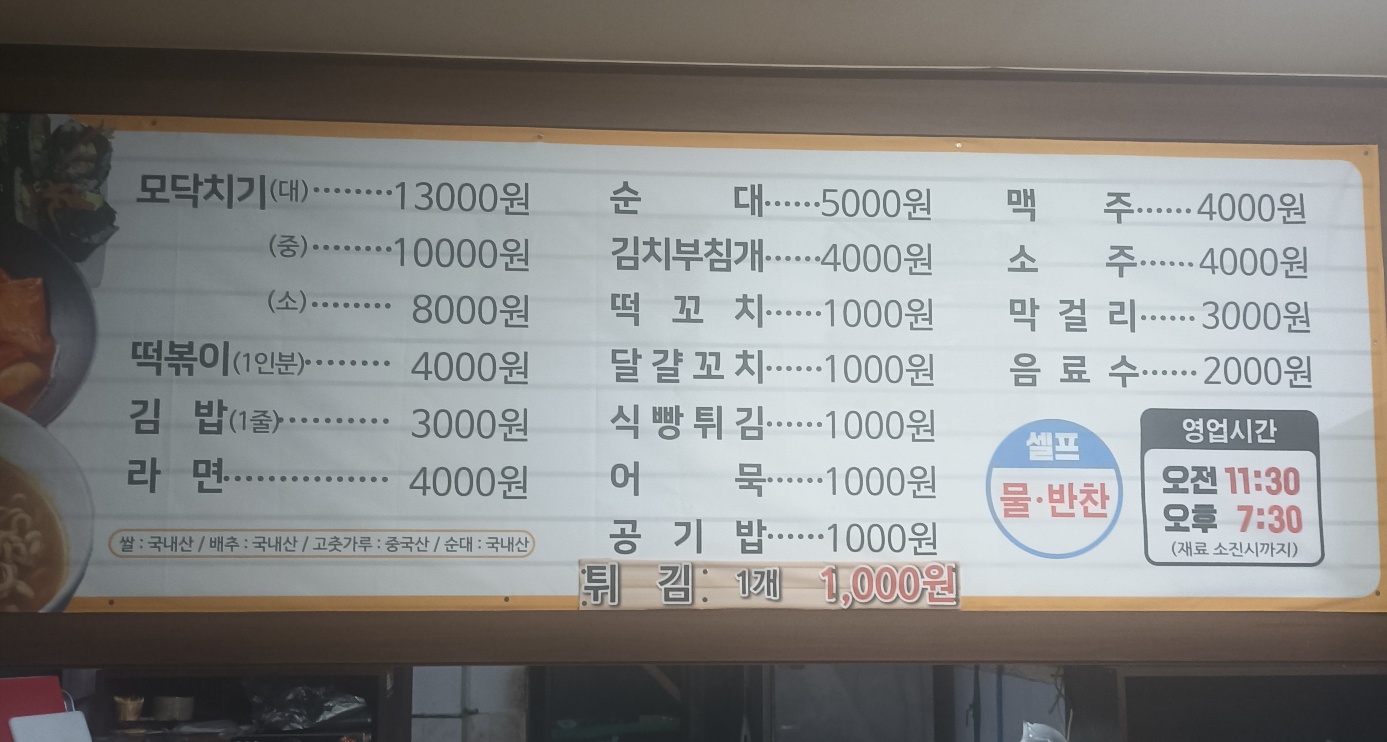 모닥치기(대)········13000원
(중)········10000원
(소)········ 8000원
떡볶이(1인분)········ 4000원
김 밥(1줄)·········· 3000원
라 면·············· 4000원
쌀 : 국내산 / 배추 : 국내산 / 고춧가루 : 중국산 / 순대 : 국내산
순 대······5000원
김치부침개······4000원
떡 꼬 치······1000원
달 걀 꼬 치······1000원
식 빵 튀 김······1000원
어 묵······1000원
공 기 밥······1000원
튀 김: 1개 1,000원
맥 주······4000원
소 주······4000원
막 걸 리······3000원
음 료 수······2000원
셀프
물·반찬
영업시간
오전 11:30
오후 7:30
(재료 소진시까지)